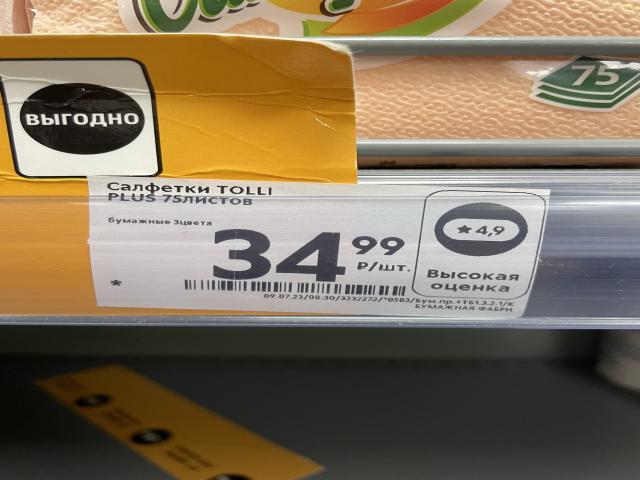 75
ВЫГОДНО
Салфетки TOLLI
PLUS 75ЛИСТОВ
бумажные 3цвета
34 99
₽/шт.
★ 4,9
Высокая
оценка
*
09.07.23/08:30/3232272/*0583/Бум.пр.+ТБ1.3.2.1/К
БУМАЖНАЯ ФАБРИ